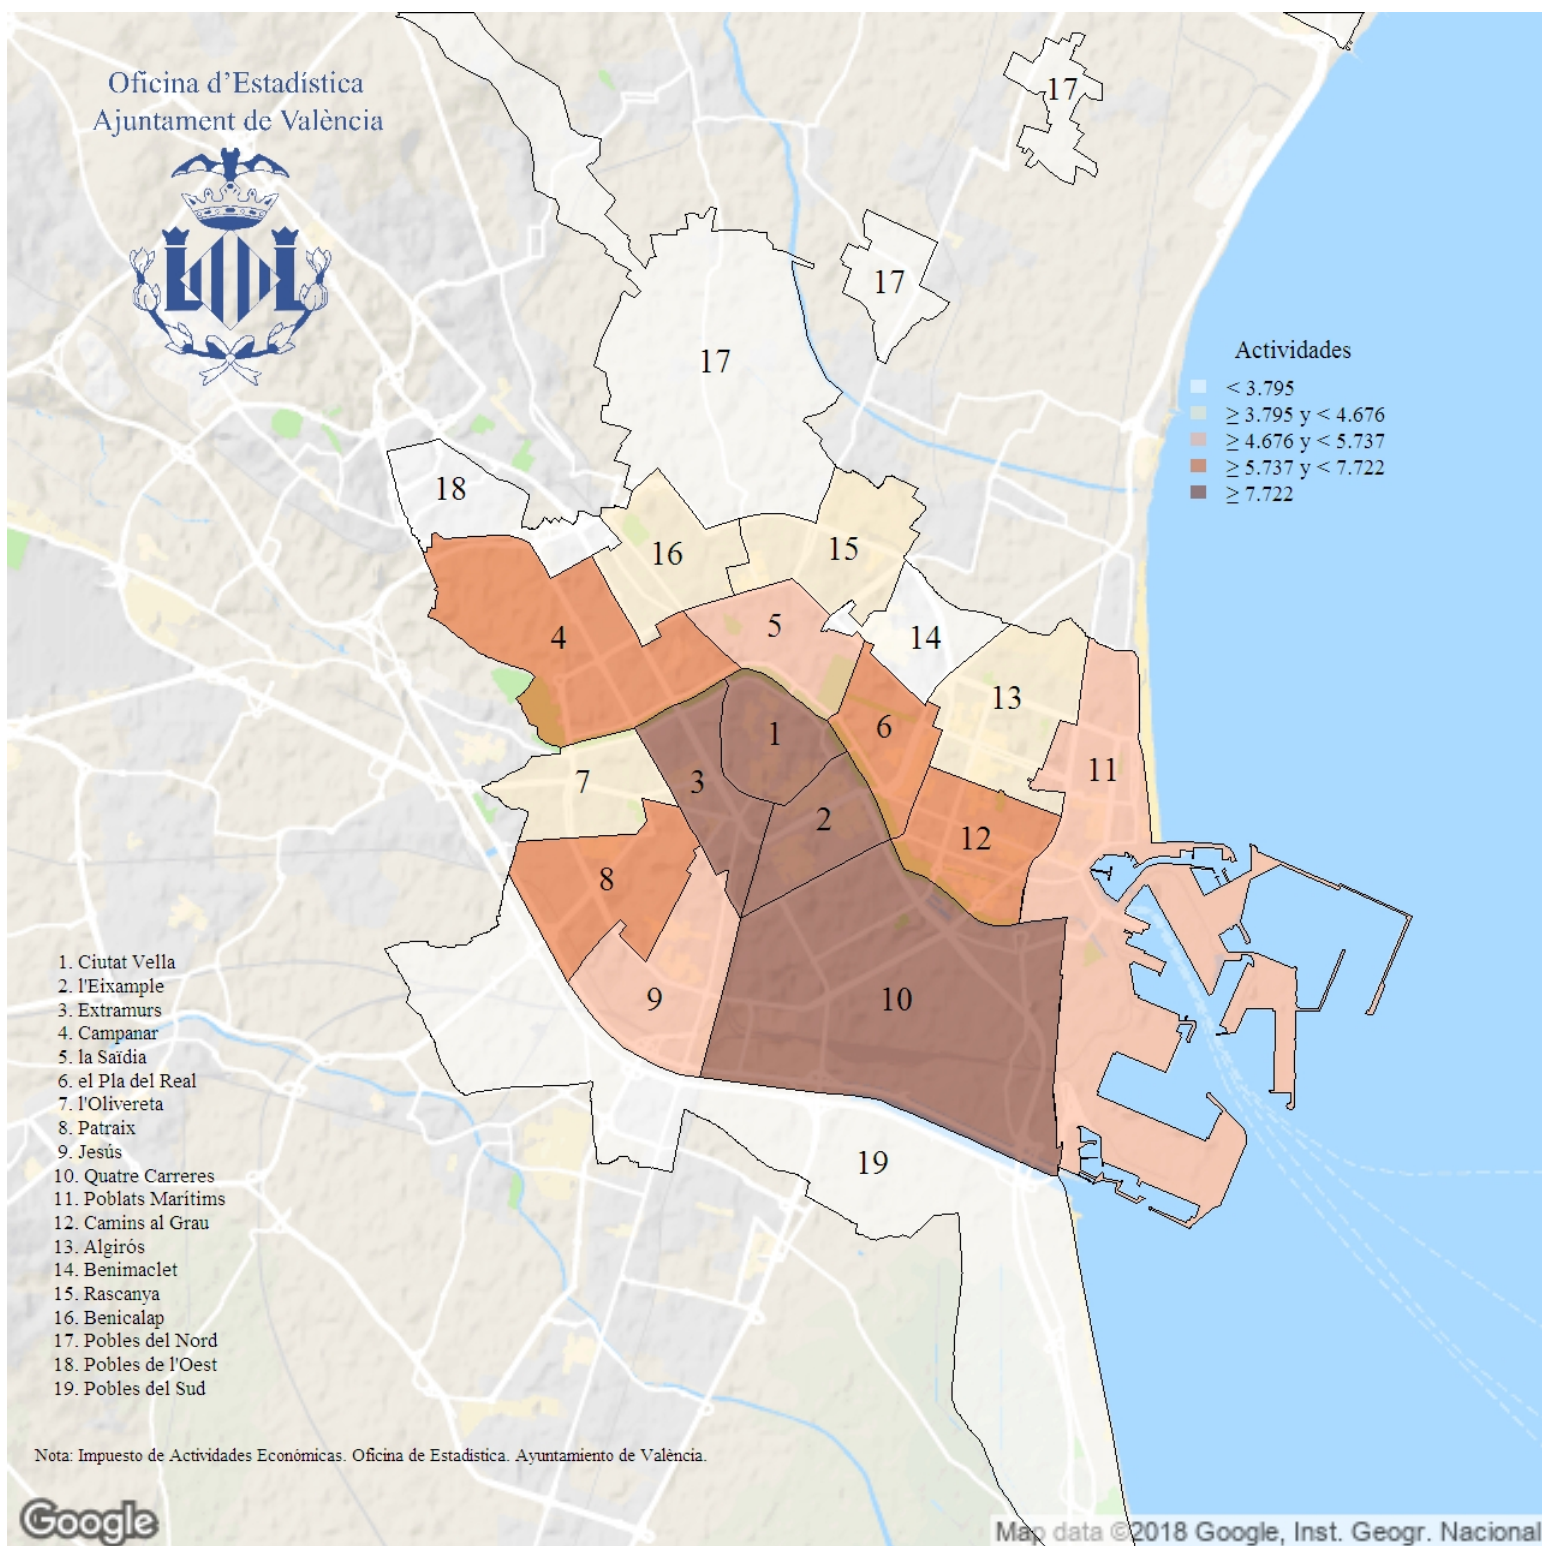 Oficina d'Estadística
Ajuntament de València
17
17
17
Actividades
< 3.795
≥ 3.795 y < 4.676
≥ 4.676 y < 5.737
≥ 5.737 y < 7.722
≥ 7.722
18
16
15
4
5
14
13
6
1
11
3
7
2
12
8
9
10
19
1. Ciutat Vella
2. l'Eixample
3. Extramurs
4. Campanar
5. la Saïdia
6. el Pla del Real
7. l'Olivereta
8. Patraix
9. Jesús
10. Quatre Carreres
11. Poblats Marítims
12. Camins al Grau
13. Algirós
14. Benimaclet
15. Rascanya
16. Benicalap
17. Pobles del Nord
18. Pobles de l'Oest
19. Pobles del Sud
Nota: Impuesto de Actividades Económicas. Oficina de Estadística. Ayuntamiento de València.
Google
Map data ©2018 Google, Inst. Geogr. Nacional